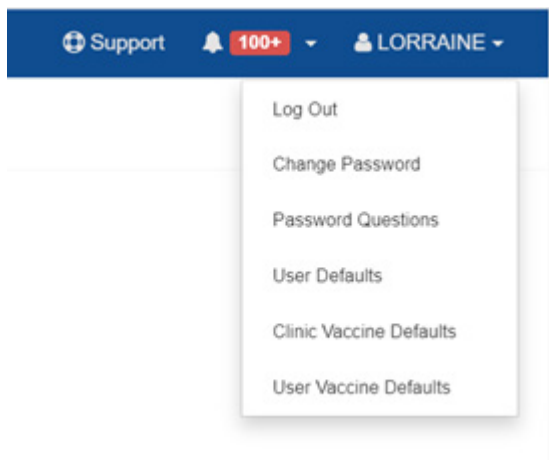 Support 100+ LORRAINE
Log Out
Change Password
Password Questions
User Defaults
Clinic Vaccine Defaults
User Vaccine Defaults